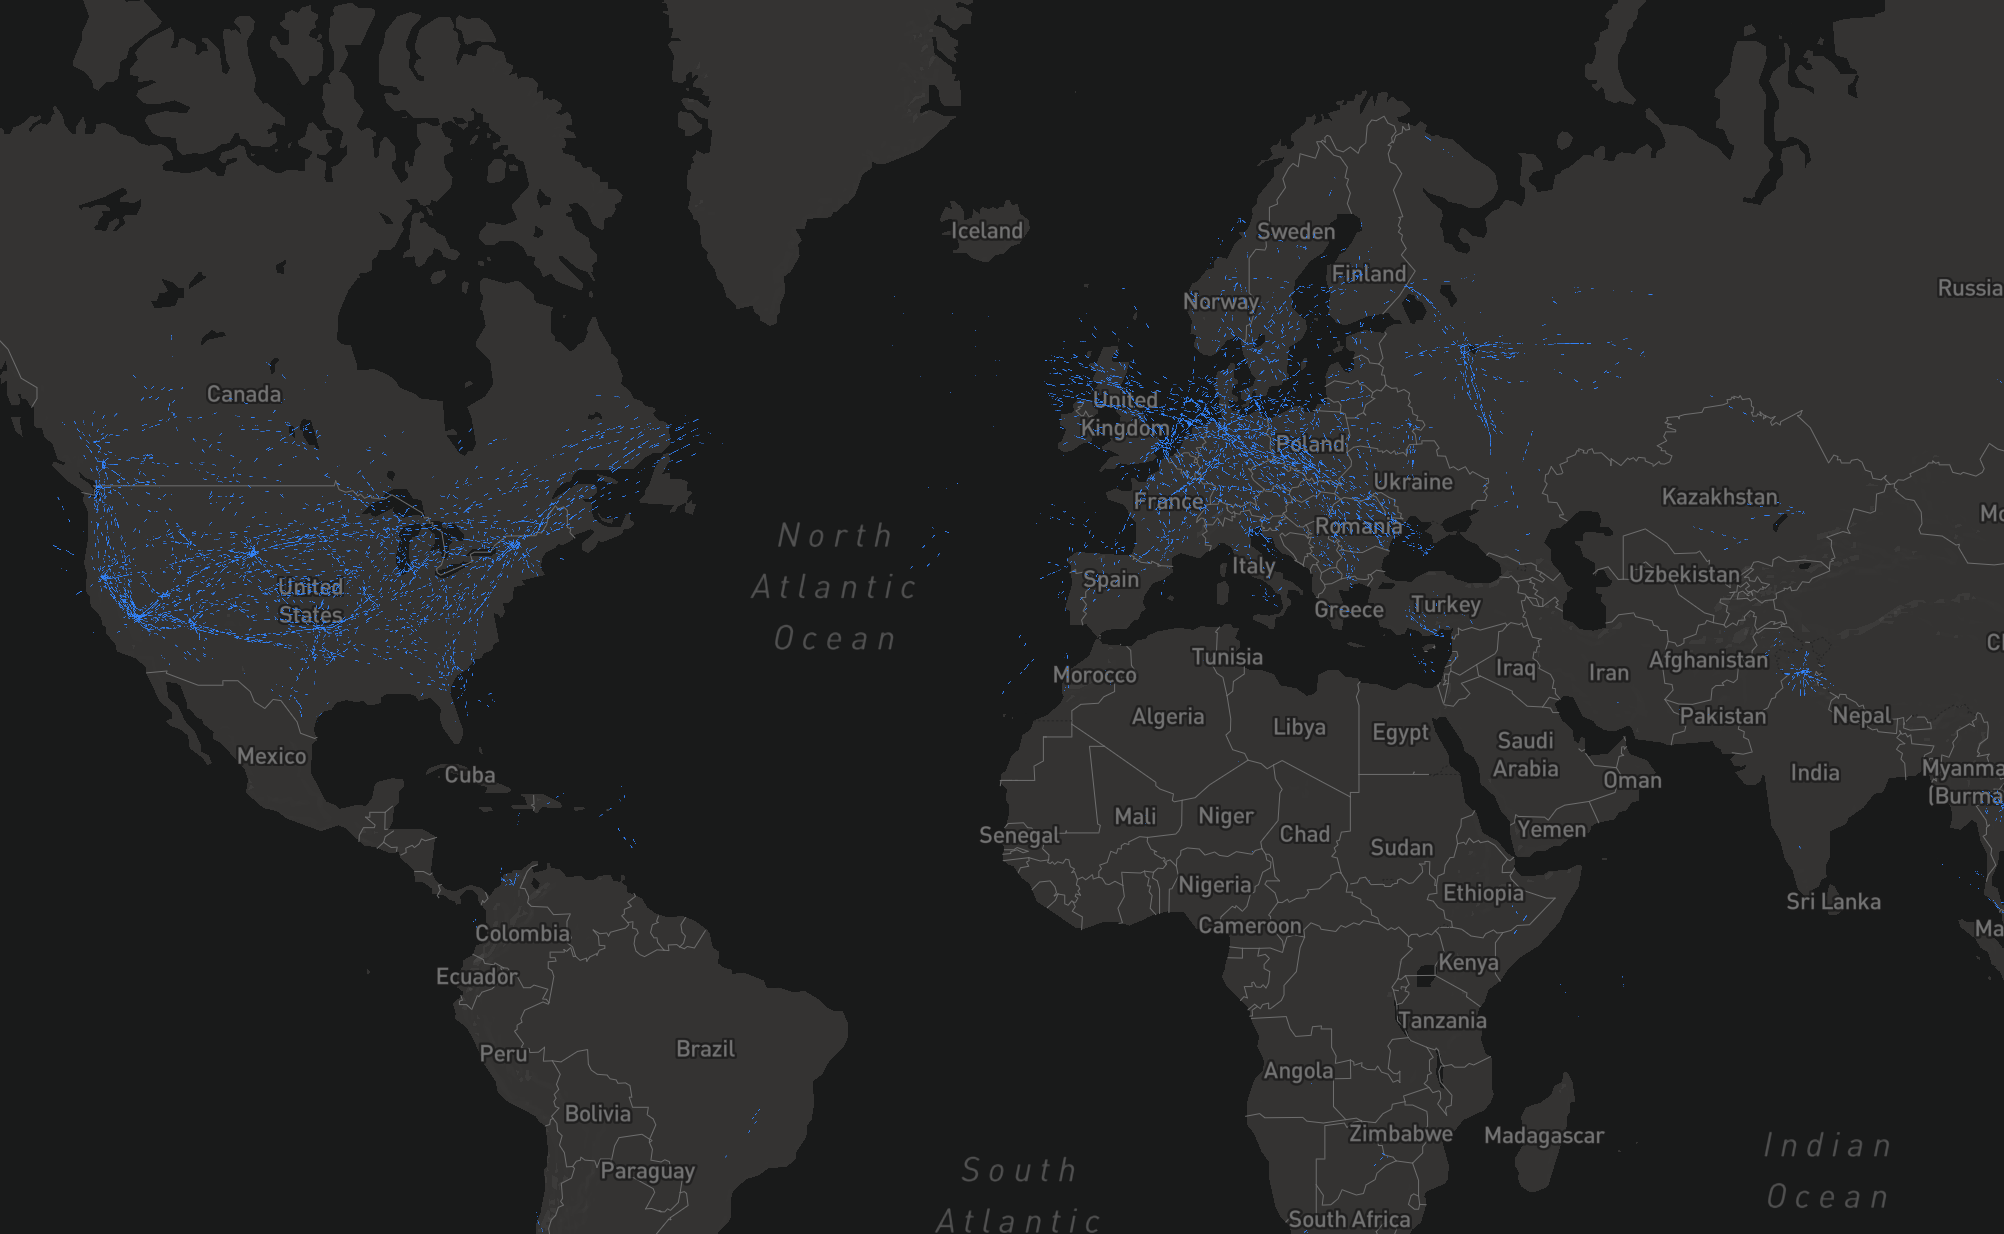 Iceland
Sweden
Finland
Norway
Russia
Canada
United
Kingdom
Poland
Ukraine
Kazakhstan
Mo
France
Romania
North
Atlantic
Ocean
United
States
Spain
Italy
Greece
Turkey
Uzbekistan
Morocco
Tunisia
Iraq
Iran
Afghanistan
Ch
Algeria
Libya
Egypt
Pakistan
Nepal
Mexico
Cuba
Saudi
Arabia
Oman
India
Myanma
(Burma
Senegal
Mali
Niger
Chad
Sudan
Yemen
Nigeria
Ethiopia
Sri Lanka
Colombia
Cameroon
Ma
Ecuador
Kenya
Tanzania
Peru
Brazil
Angola
Bolivia
Zimbabwe
Madagascar
Indian
Ocean
Paraguay
South
Atlantic
South Africa